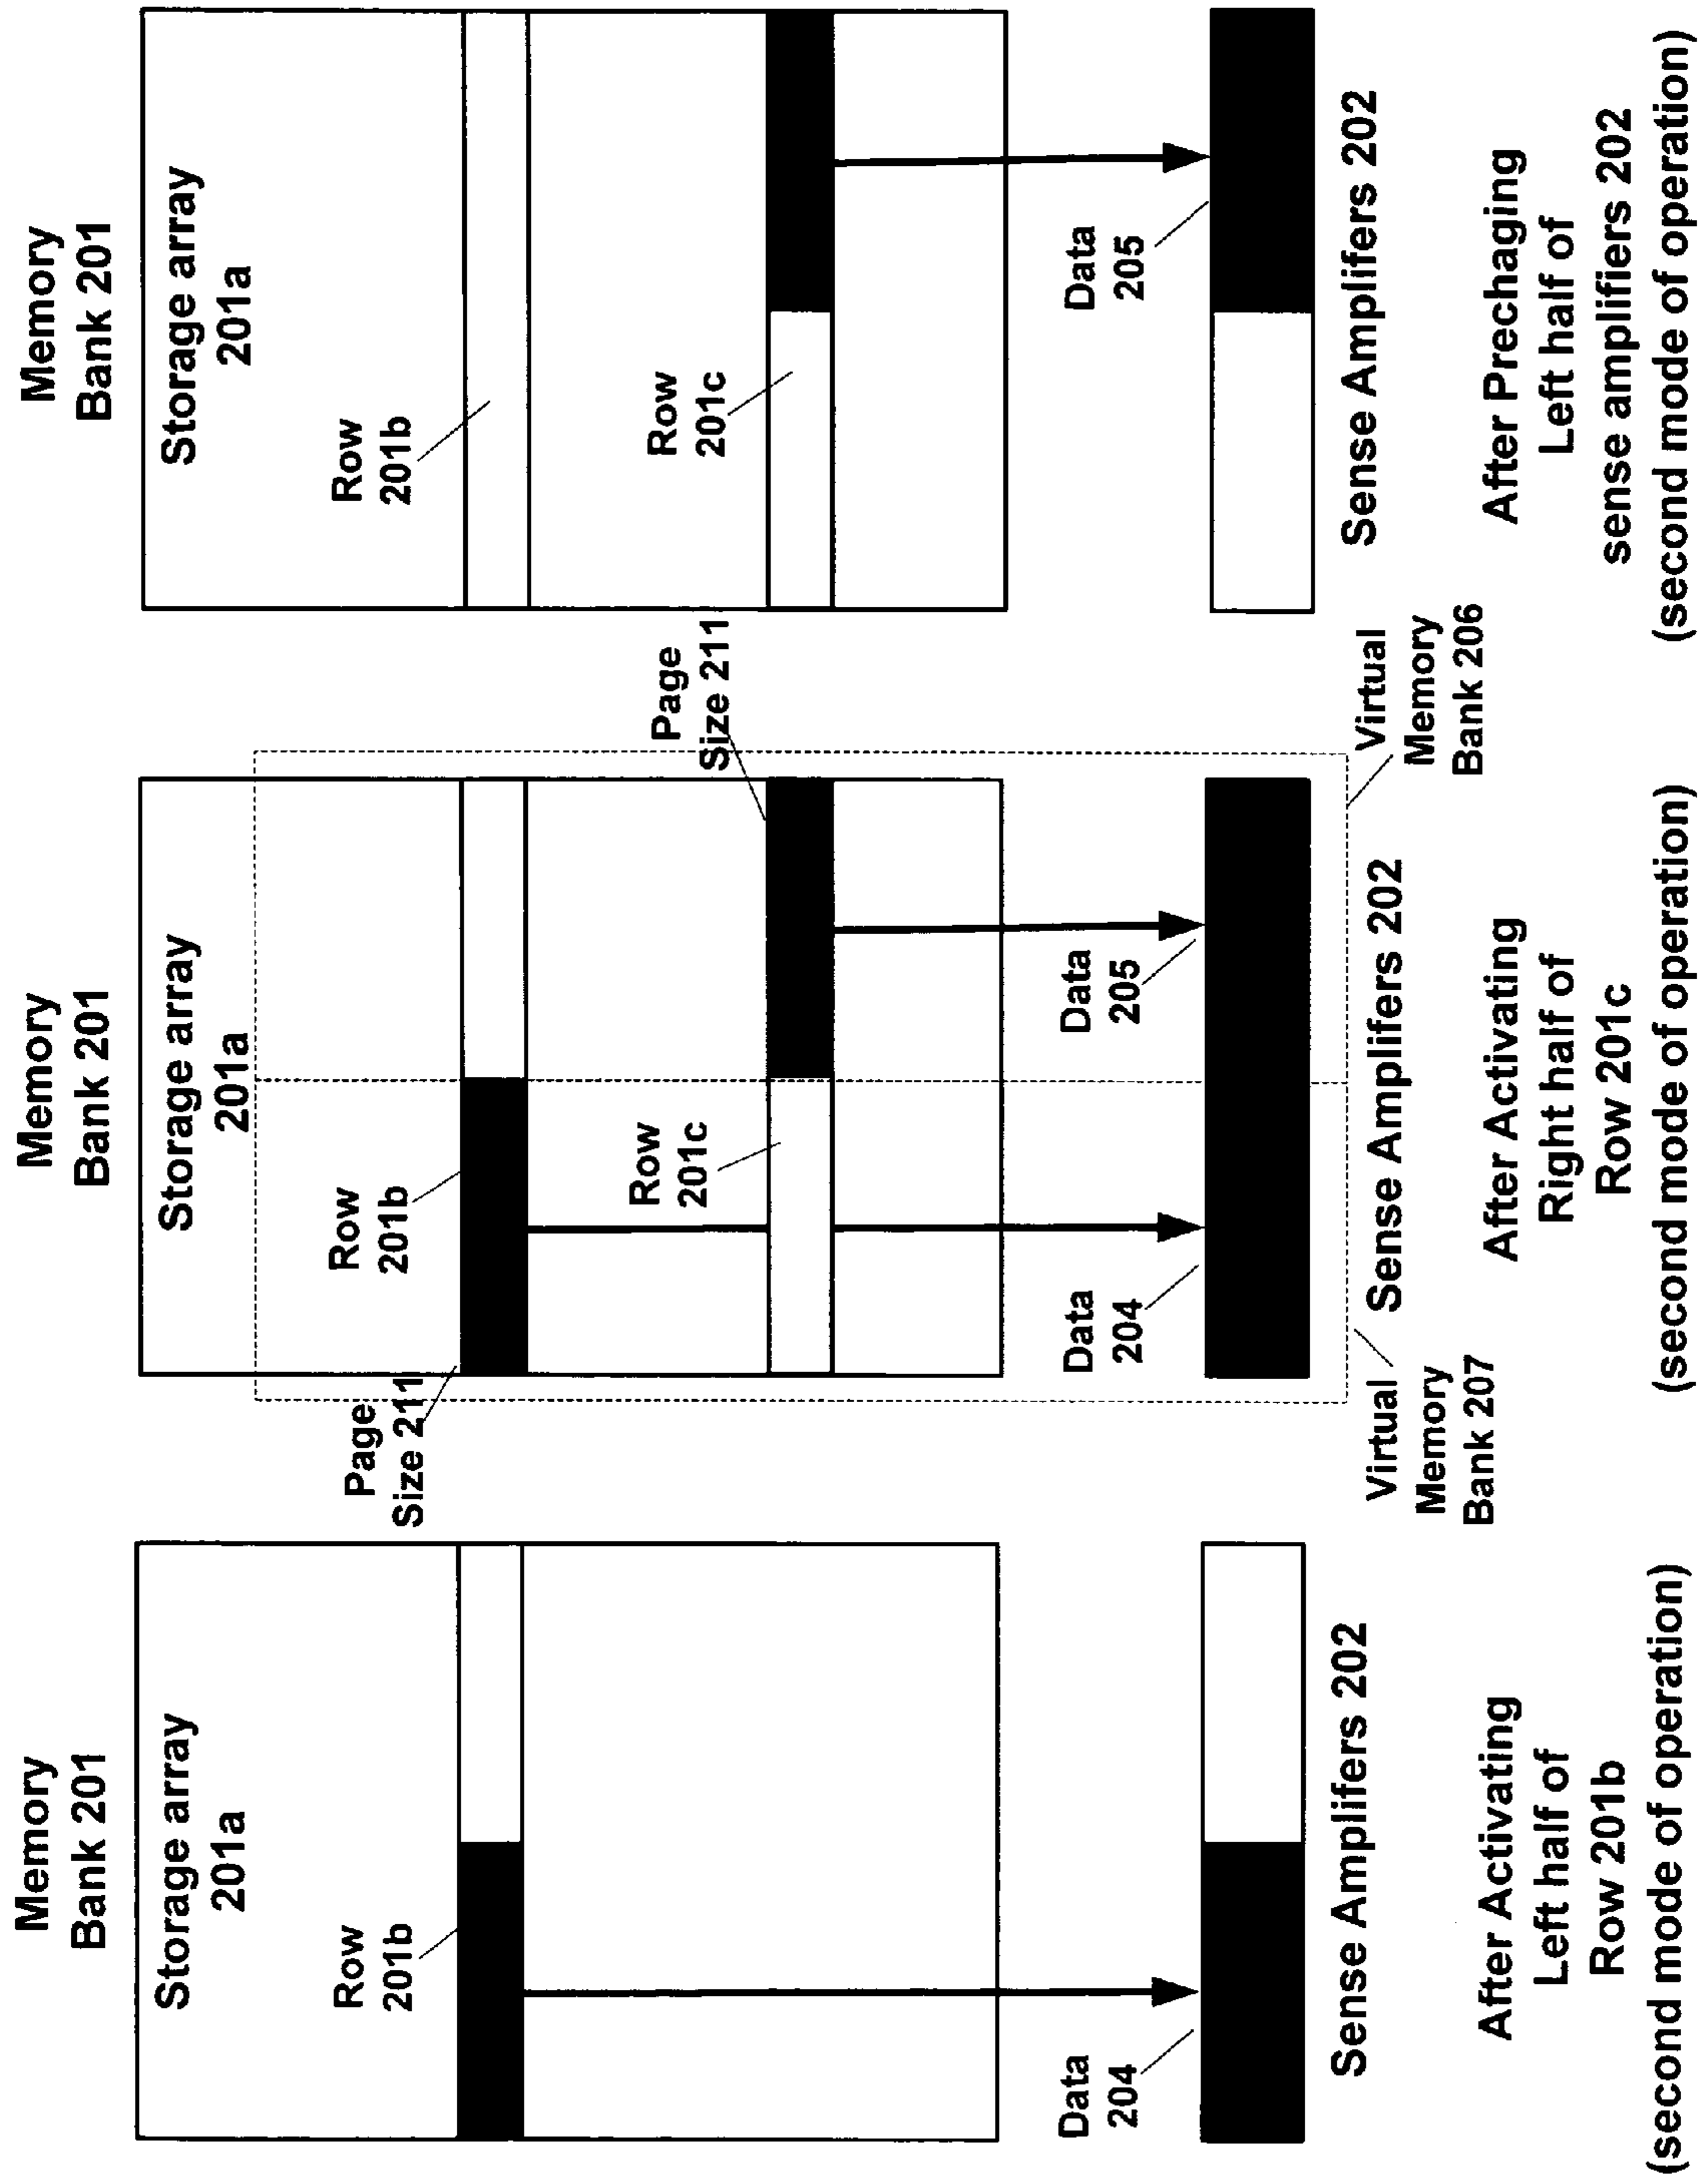 Memory
Bank 201
Storage array
201a
Row
201b
Data
204
Sense Amplifers 202
After Activating
Left half of
Row 201b
(second mode of operation)
Memory
Bank 201
Storage array
201a
Page
Size 211
Row
201b
Row
201c
Page
Size 211
Data
204
Data
205
Virtual
Memory
Bank 207
Sense Amplifers 202
Virtual
Memory
Bank 206
After Activating
Right half of
Row 201c
(second mode of operation)
Memory
Bank 201
Storage array
201a
Row
201b
Row
201c
Data
205
Sense Amplifers 202
After Prechaging
Left half of
sense amplifiers 202
(second mode of operation)